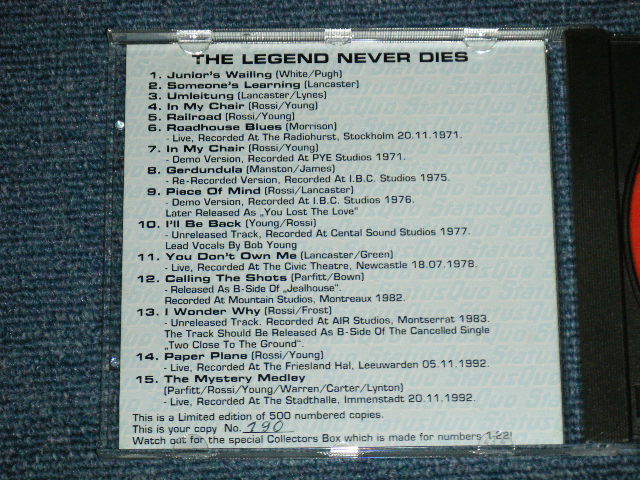 THE LEGEND NEVER DIES
1. Junior's Wailing (White/Pugh)
2. Someone's Learning (Lancaster)
3. Umleitung (Lancaster/Lynes)
4. In My Chair (Rossi/Young)
5. Railroad (Rossi/Young)
6. Roadhouse Blues (Morrison)
- Live, Recorded At The Radiohurst, Stockholm 20.11.1971.
7. In My Chair (Rossi/Young)
- Demo Version, Recorded At PYE Studios 1971.
8. Gerdundula (Manston/James)
- Re-Recorded Version, Recorded At I.B.C. Studios 1975.
9. Piece Of Mind (Rossi/Lancaster)
- Demo Version, Recorded At I.B.C. Studios 1976.
Later Released As „You Lost The Love"
10. I'll Be Back (Young/Rossi)
- Unreleased Track, Recorded At Cental Sound Studios 1977.
Lead Vocals By Bob Young
11. You Don't Own Me (Lancaster/Green)
- Live, Recorded At The Civic Theatre, Newcastle 18.07.1978.
12. Calling The Shots (Parfitt/Bown)
- Released As B-Side Of „Jealhouse".
Recorded At Mountain Studios, Montreaux 1982.
13. I Wonder Why (Rossi/Frost)
- Unreleased Track. Recorded At AIR Studios, Montserrat 1983.
The Track Should Be Released As B-Side Of The Cancelled Single
„Two Close To The Ground".
14. Paper Plane (Rossi/Young)
- Live, Recorded At The Friesland Hal, Leeuwarden 05.11.1992.
15. The Mystery Medley
(Parfitt/Rossi/Young/Warren/Carter/Lynton)
- Live, Recorded At The Stadthalle, Immenstadt 20.11.1992.
This is a Limited edition of 500 numbered copies.
This is your copy No. 190
Watch out for the special Collectors Box which is made for numbers 1-22!